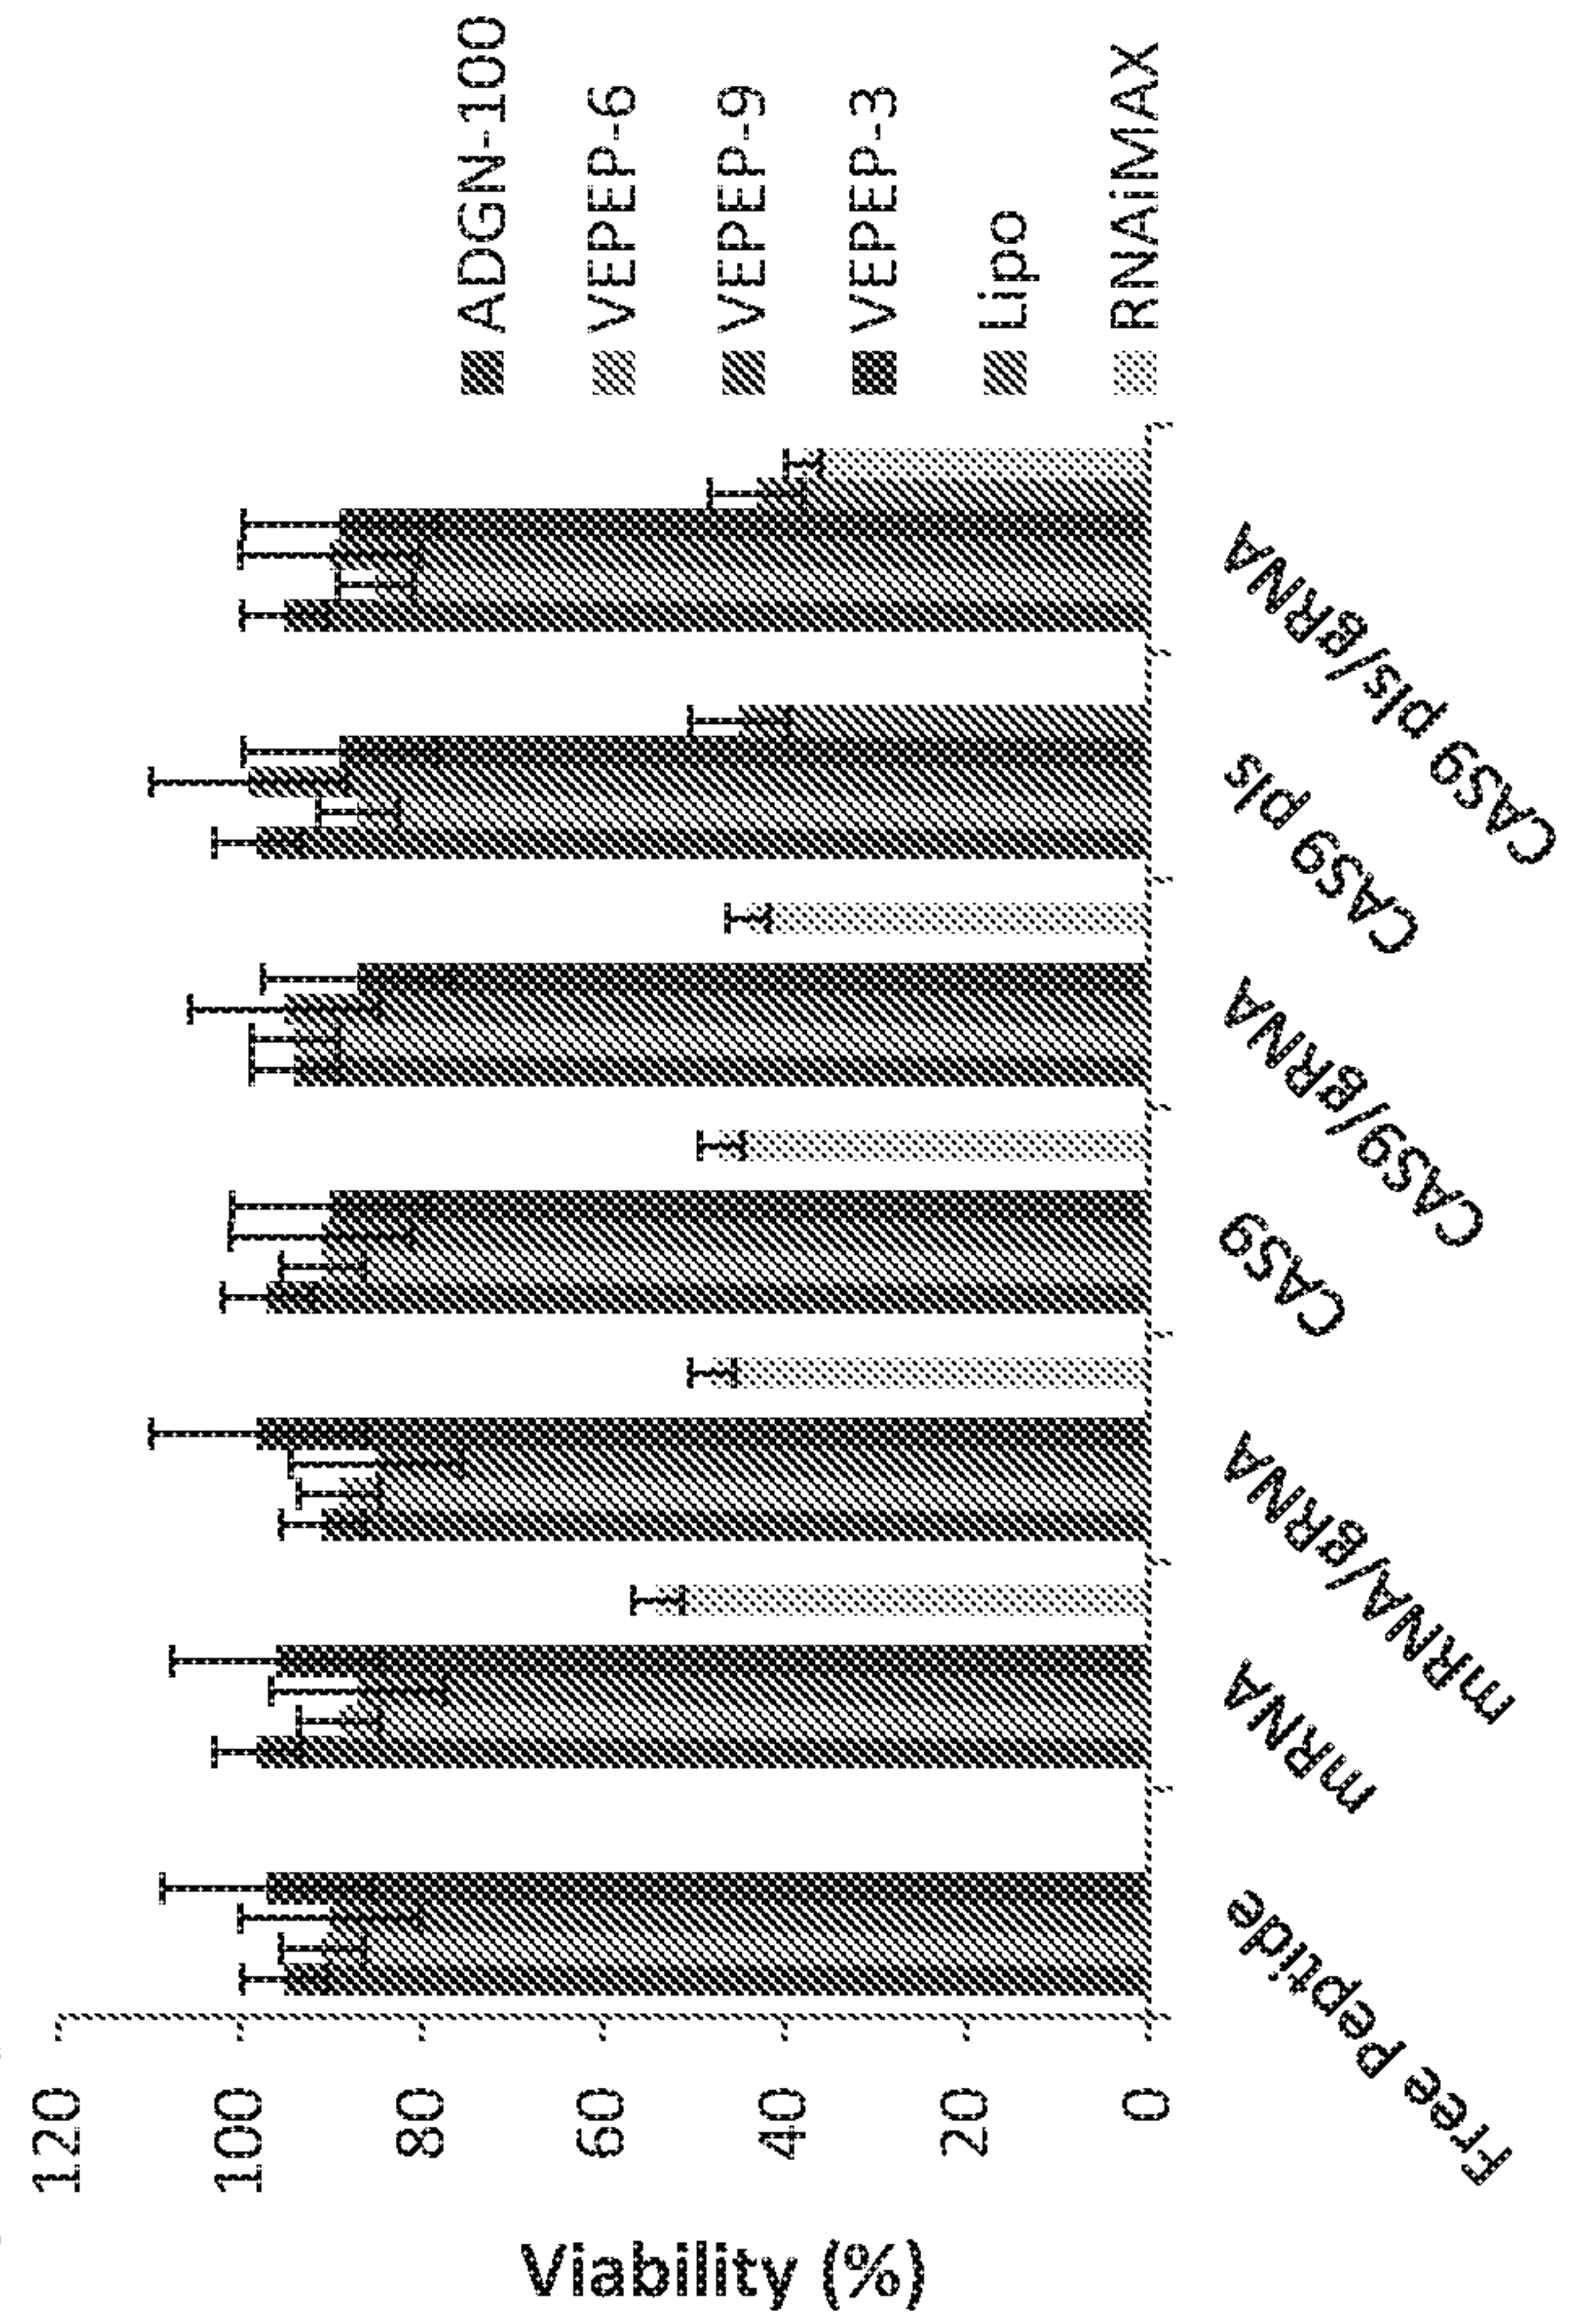 Viability (%)
120
100
80
60
40
20
0
Free Peptide
mRNA
mRNA/gRNA
CAS9
CAS9/gRNA
CAS9 pls
CAS9 pls/gRNA
ADGN-100
VEPEP-6
VEPEP-9
VEPEP-3
Lipo
RNAiMAX